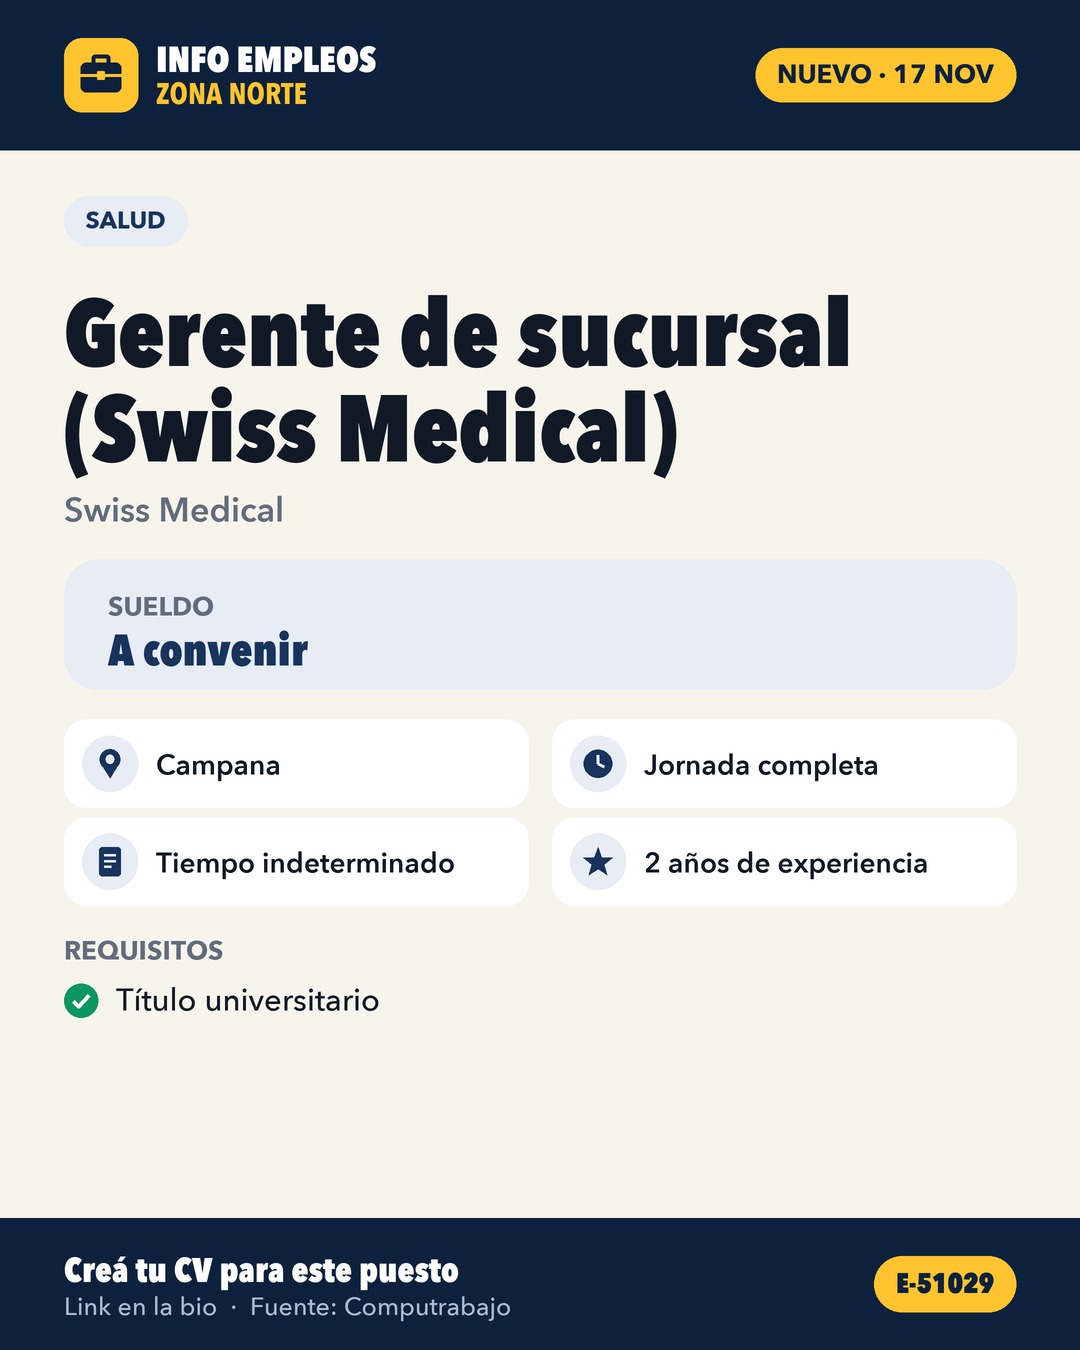 INFO EMPLEOS
ZONA NORTE
NUEVO · 17 NOV
SALUD
Gerente de sucursal
(Swiss Medical)
Swiss Medical
SUELDO
A convenir
Campana
Jornada completa
Tiempo indeterminado
2 años de experiencia
REQUISITOS
Título universitario
Creá tu CV para este puesto
Link en la bio · Fuente: Computrabajo
E-51029